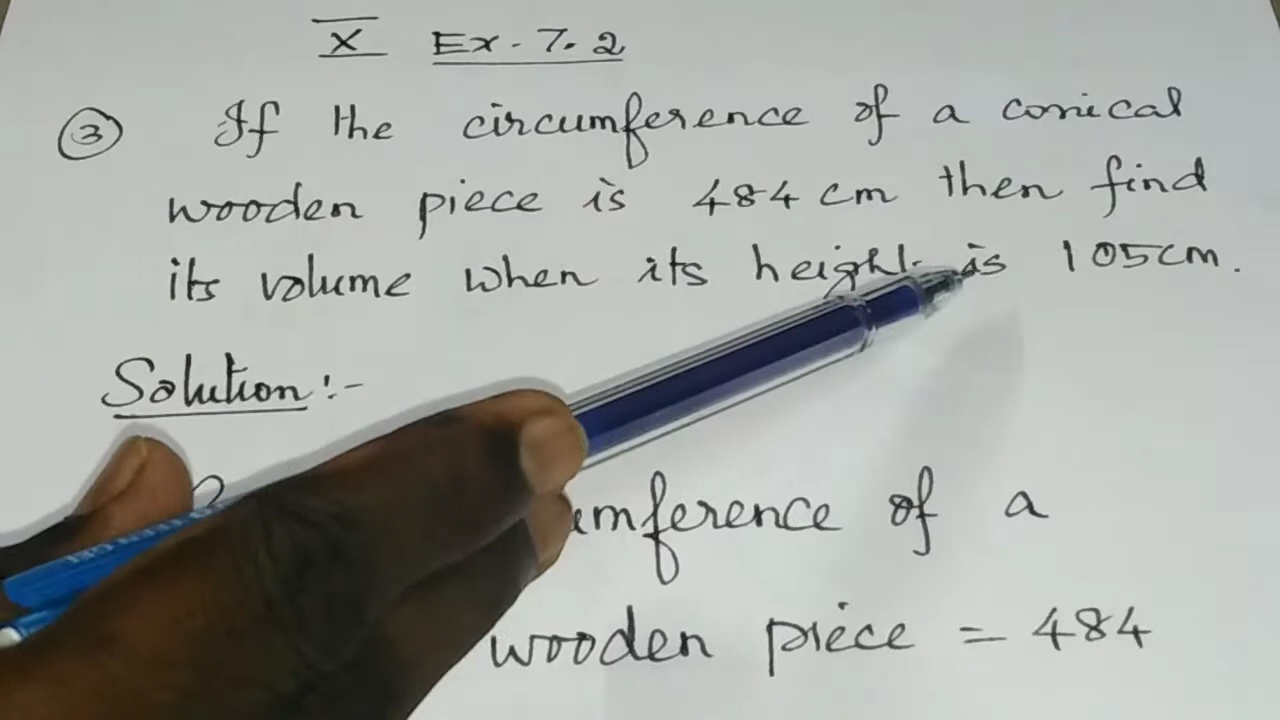 X Ex-7.2
③ If the circumference of a conical
wooden piece is 484 cm then find
its volume when its height is 105cm.
Solution:-
of a
wooden piece = 484